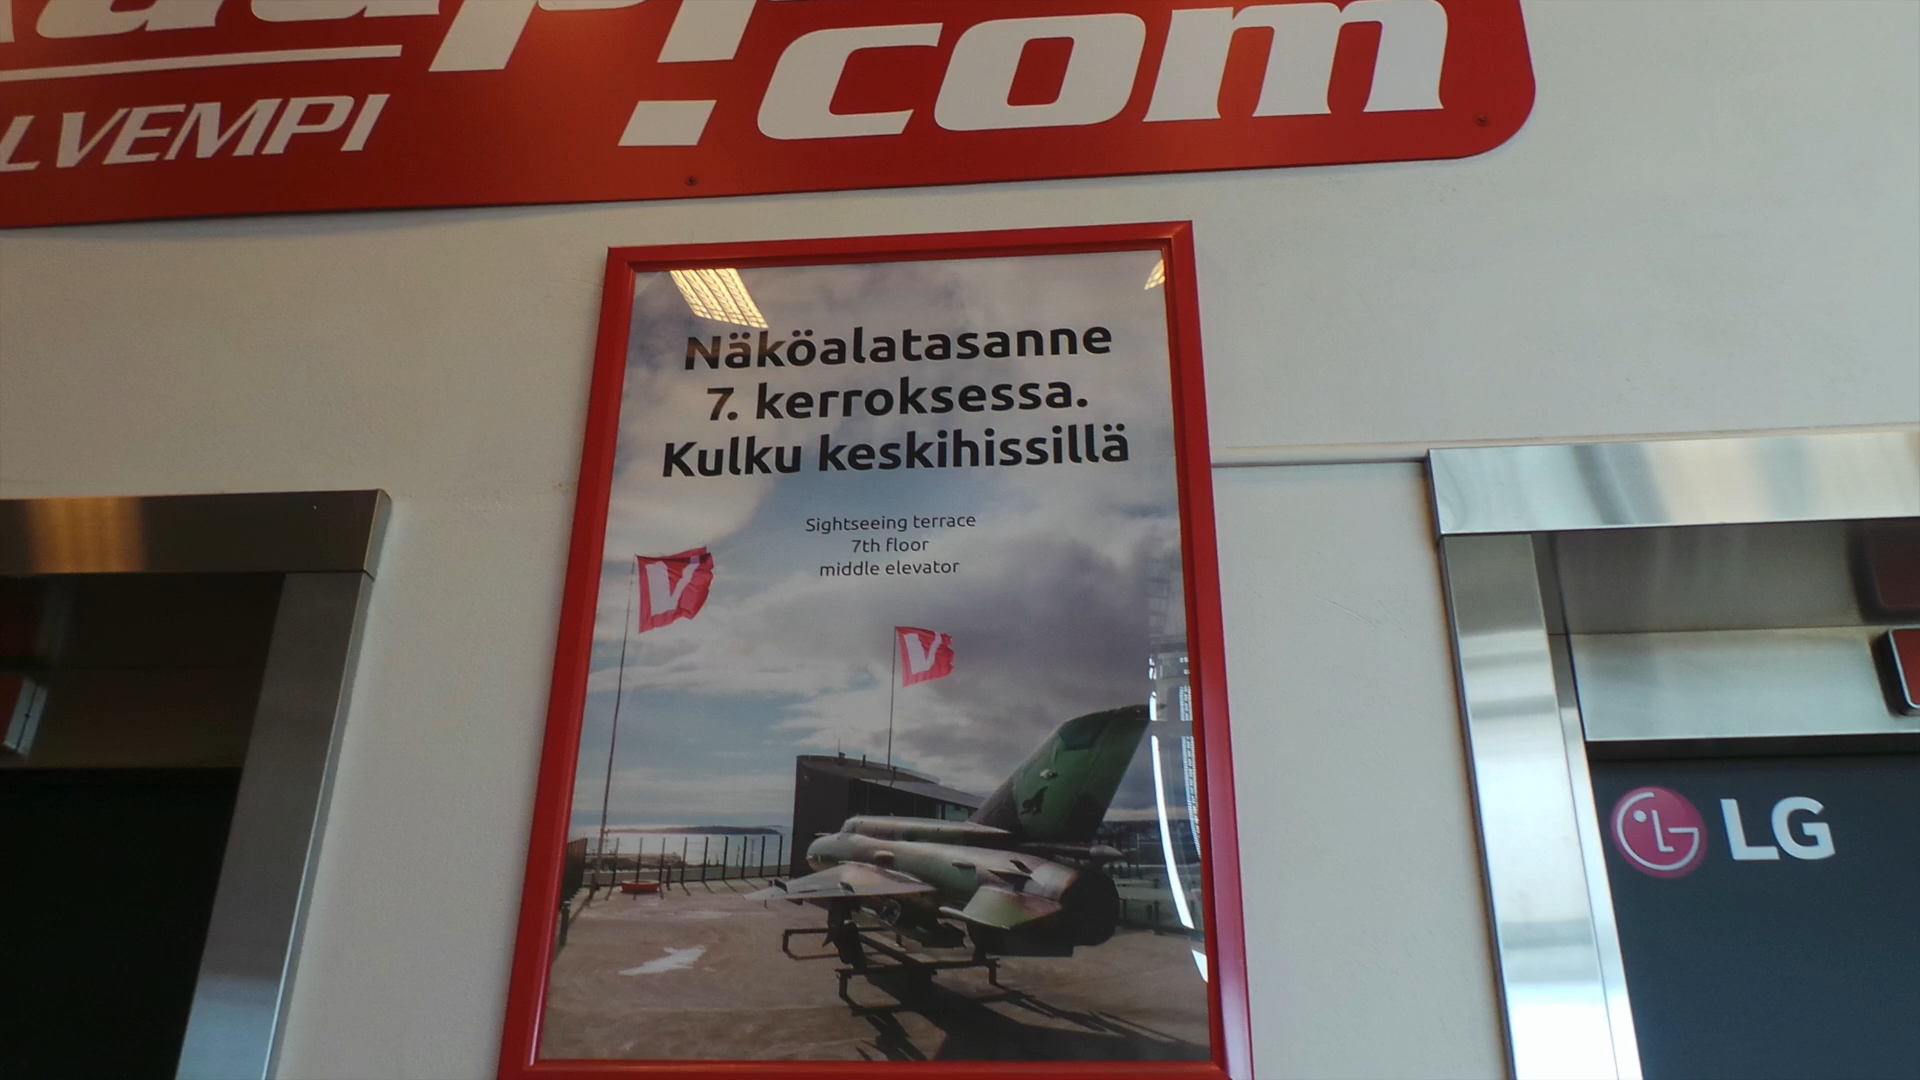 .com
LVEMPI
Näköalatasanne
7. kerroksessa.
Kulku keskihissillä
Sightseeing terrace
7th floor
middle elevator
V
V
LG